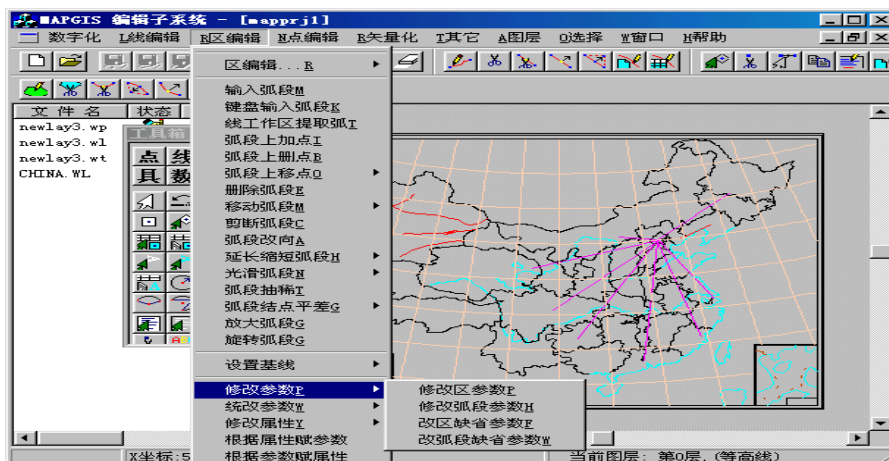 MAPGIS 编辑子系统 - [mapprj1]
数字化 L线编辑 R区编辑 N点编辑 R矢量化 T其它 A图层 Q选择 W窗口 H帮助
文 件 名 状态
newlay3.wp
newlay3.wl
newlay3.wt
CHINA.WL
工具箱
点 线
具 数
区编辑...R
输入弧段M
键盘输入弧段K
线工作区提取弧I
弧段上加点I
弧段上删点B
弧段上移点O
删除弧段E
移动弧段M
剪断弧段C
弧段改向A
延长缩短弧段H
光滑弧段N
弧段抽稀T
弧段结点平差G
放大弧段G
旋转弧段G
设置基线
修改参数P
统改参数W
修改属性Y
根据属性赋参数
根据参数赋属性
修改区参数P
修改弧段参数H
改区缺省参数F
改弧段缺省参数W
X坐标:5
当前图层: 第0层,(等高线)